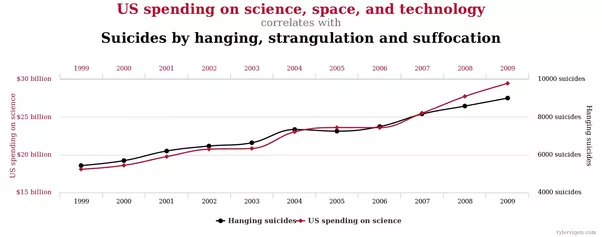 US spending on science, space, and technology
correlates with
Suicides by hanging, strangulation and suffocation
1999 2000 2001 2002 2003 2004 2005 2006 2007 2008 2009
$30 billion 10000 suicides
$25 billion 8000 suicides
$20 billion 6000 suicides
$15 billion 4000 suicides
US spending on science
Hanging suicides
1999 2000 2001 2002 2003 2004 2005 2006 2007 2008 2009
Hanging suicides US spending on science
tylervigen.com